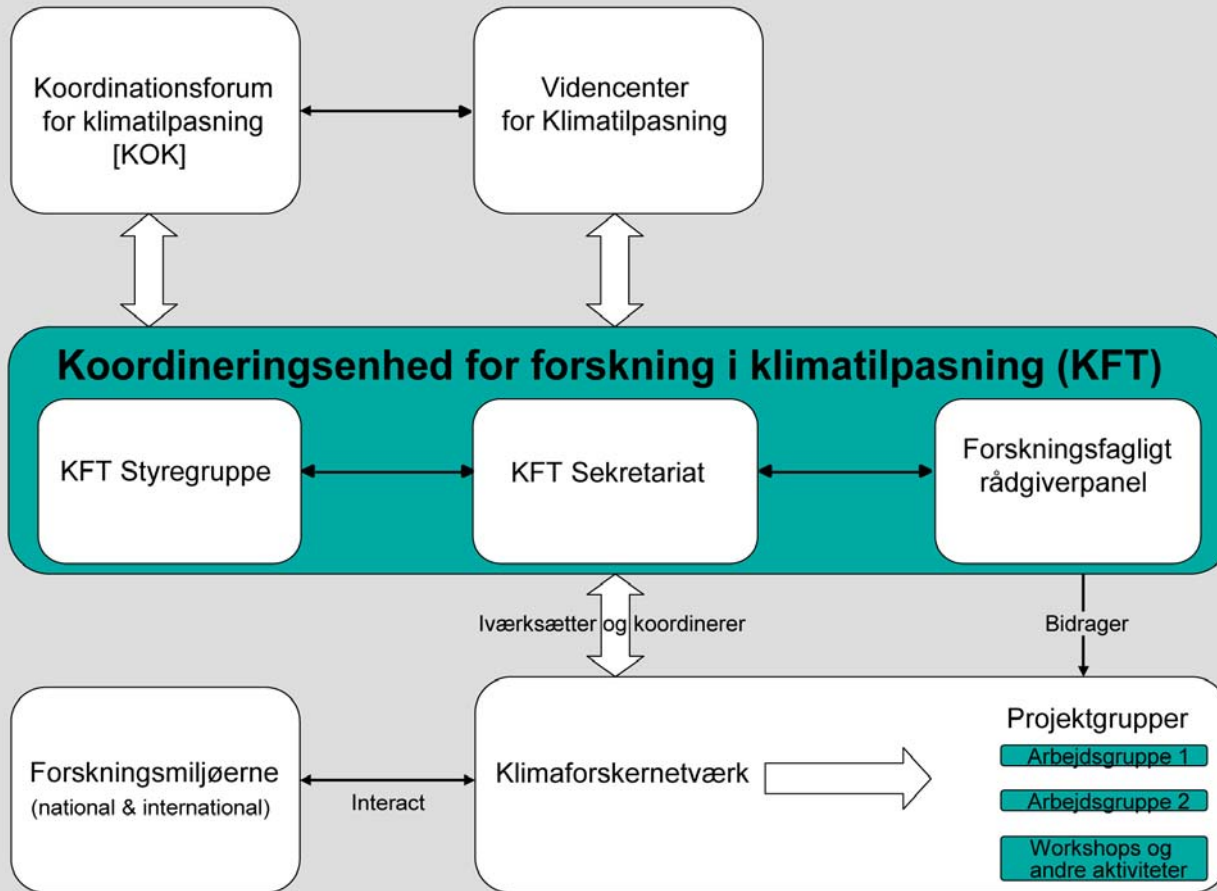 Koordinationsforum
for klimatilpasning
[KOK]
Videncenter
for Klimatilpasning
Koordineringsenhed for forskning i klimatilpasning (KFT)
KFT Styregruppe
KFT Sekretariat
Forskningsfagligt
rådgiverpanel
Iværksætter og koordinerer
Bidrager
Forskningsmiljøerne
(national & international)
Interact
Klimaforskernetværk
Projektgrupper
Arbejdsgruppe 1
Arbejdsgruppe 2
Workshops og
andre aktiviteter